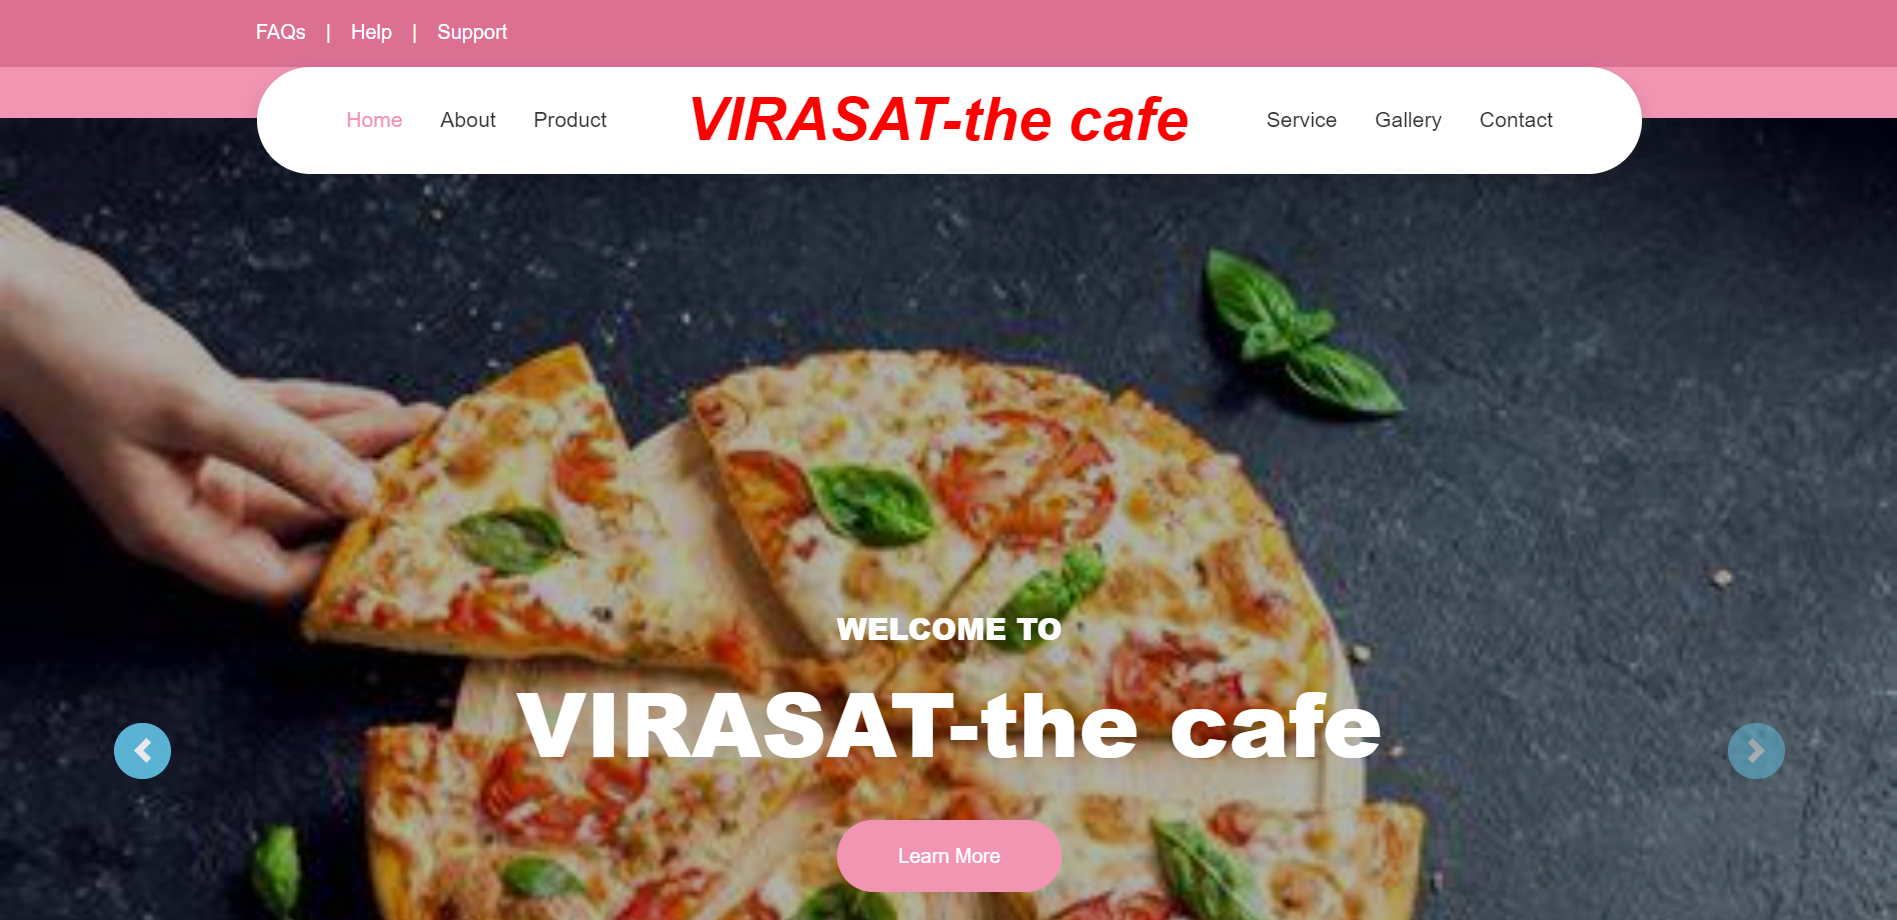 FAQs | Help | Support
Home About Product VIRASAT-the cafe Service Gallery Contact
WELCOME TO
VIRASAT-the cafe
Learn More